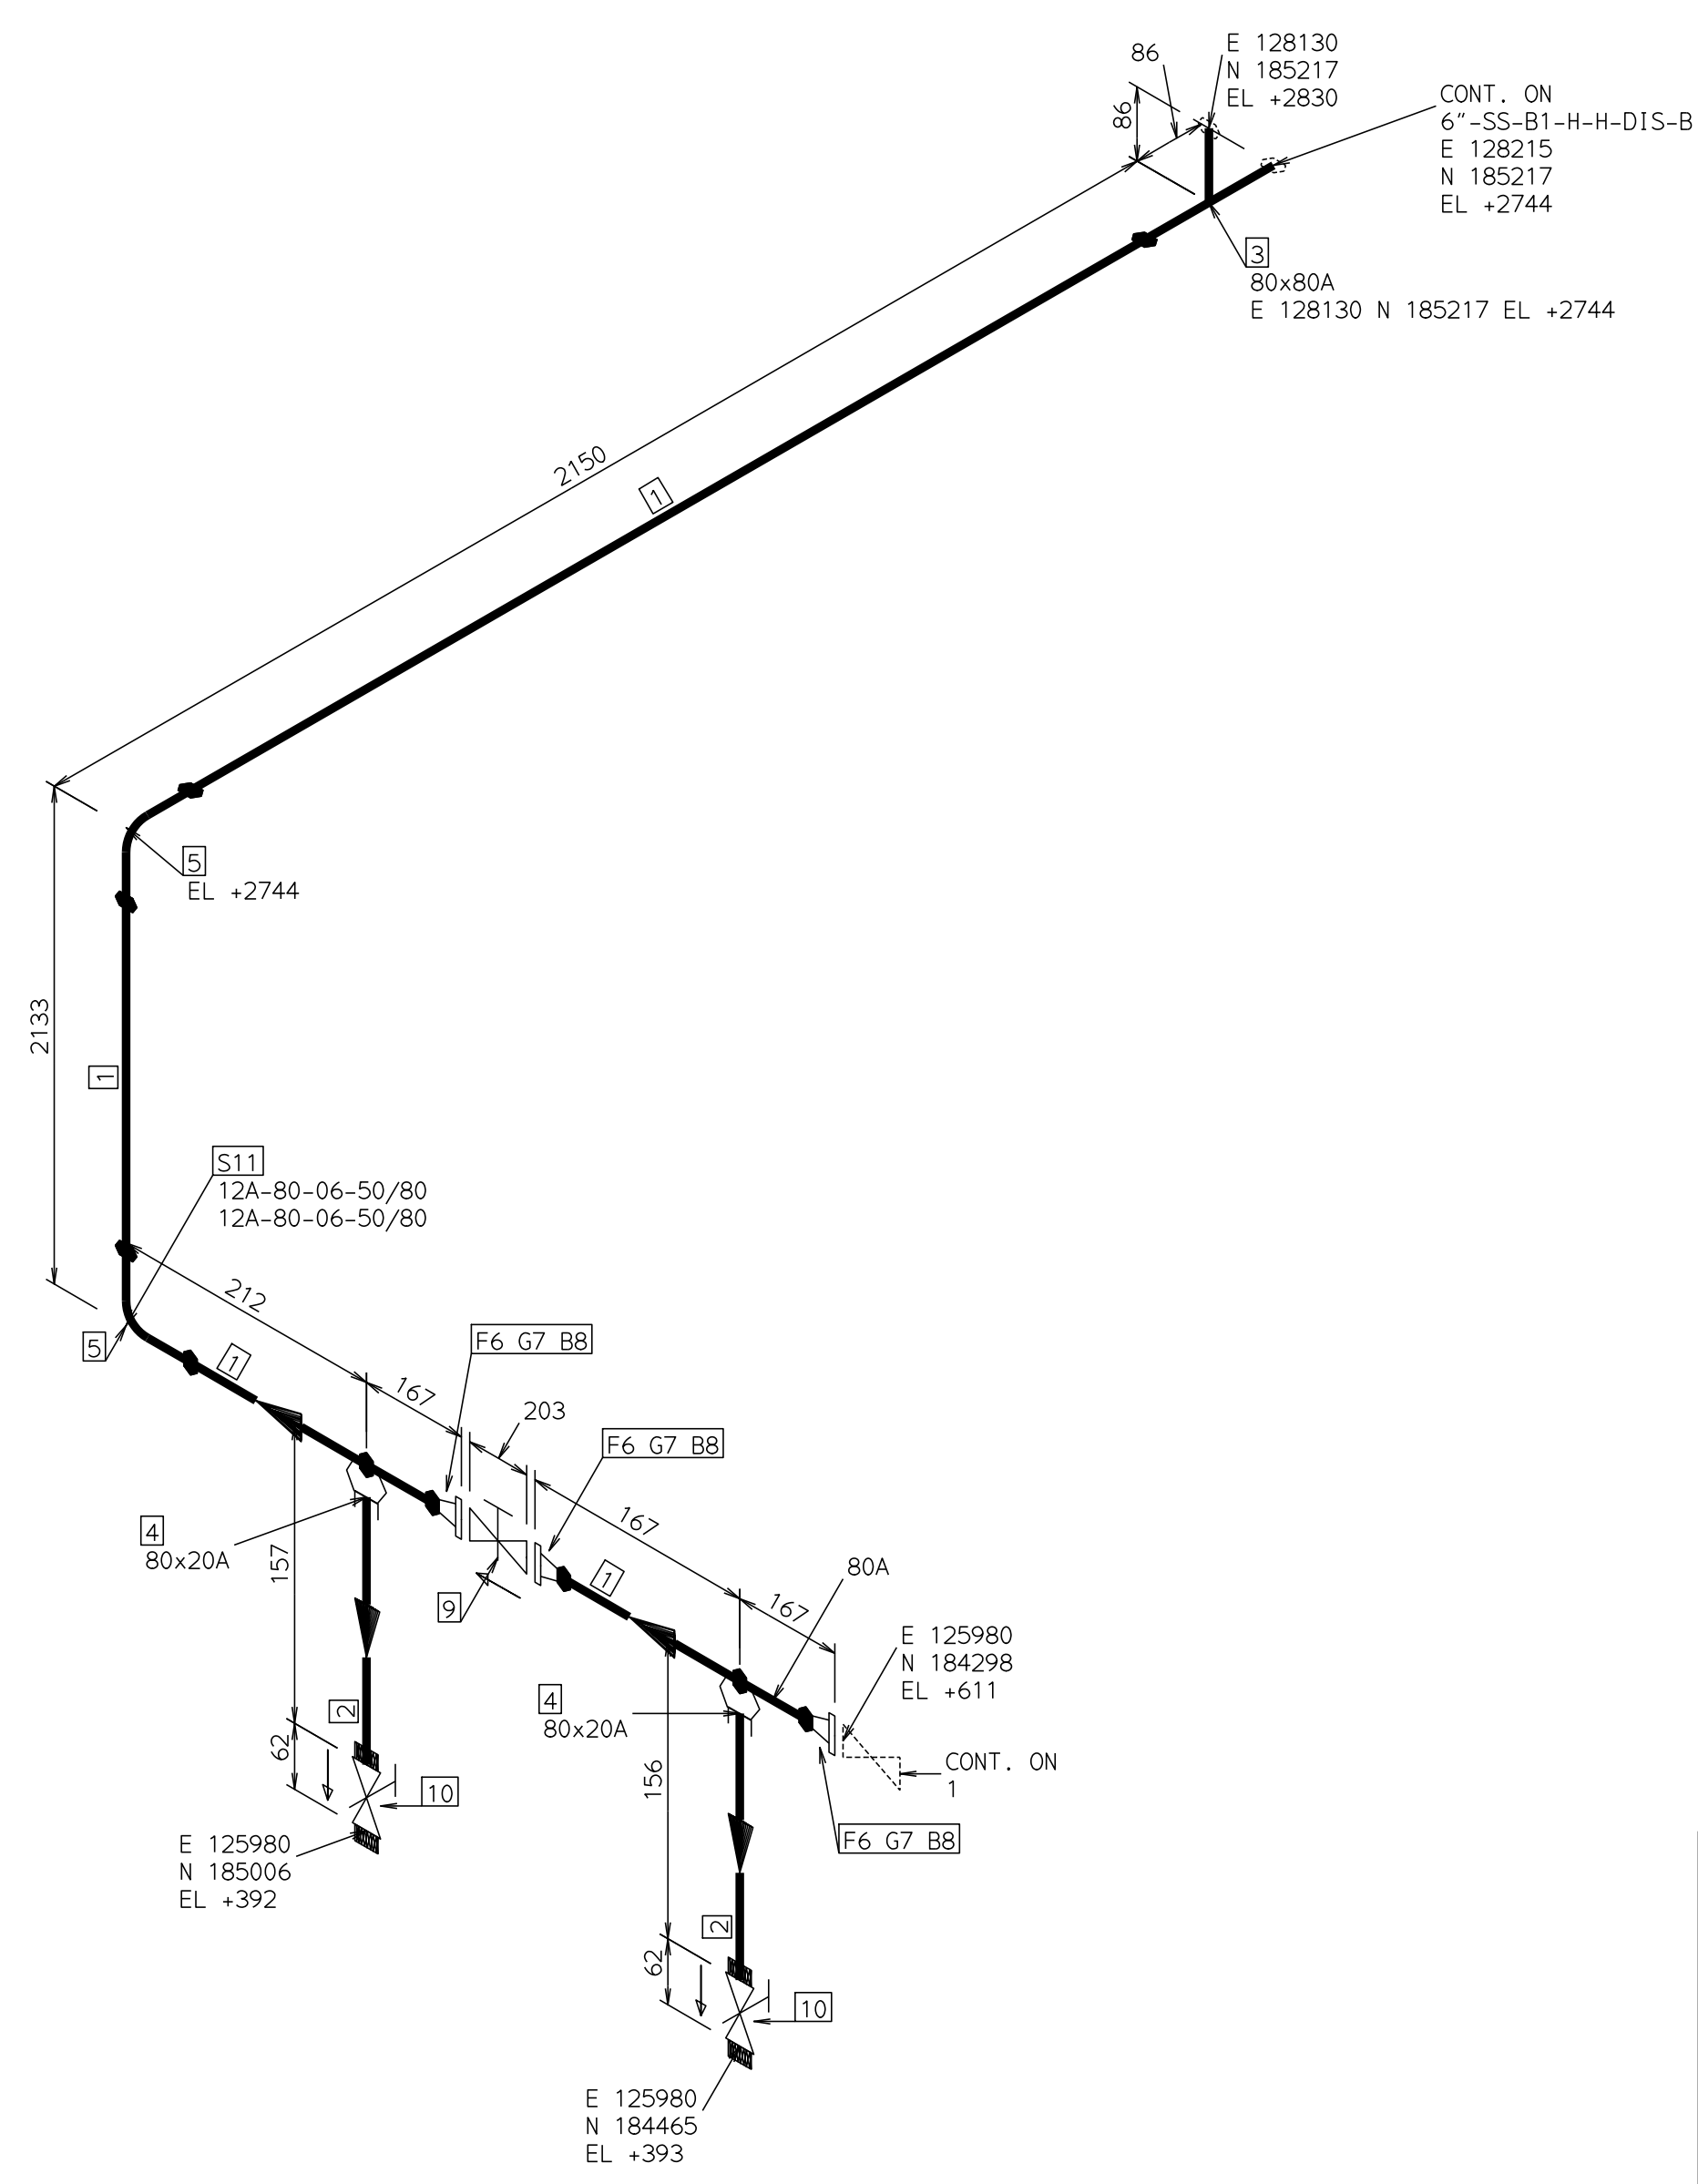 86
E 128130
N 185217
EL +2830
CONT. ON
6"-SS-B1-H-H-DIS-B
E 128215
N 185217
EL +2744
86
3
80x80A
E 128130 N 185217 EL +2744
2150
1
5
EL +2744
2133
1
S11
12A-80-06-50/80
12A-80-06-50/80
212
5
1
F6 G7 B8
167
203
F6 G7 B8
4
80x20A
157
9
167
1
80A
167
E 125980
N 184298
EL +611
4
80x20A
2
62
10
156
CONT. ON
1
F6 G7 B8
E 125980
N 185006
EL +392
2
62
10
E 125980
N 184465
EL +393